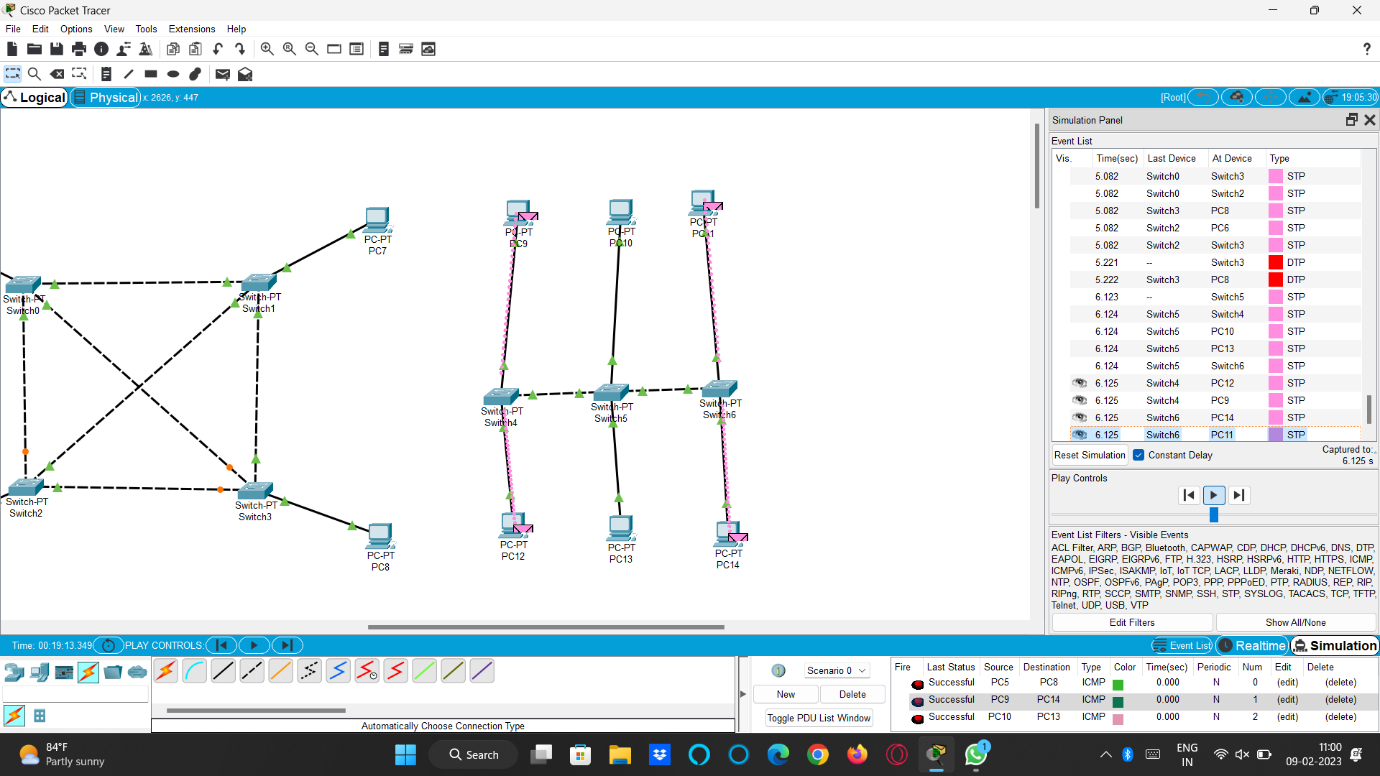 Cisco Packet Tracer
File Edit Options View Tools Extensions Help
Logical Physical x: 2626, y: 447 [Root] 19:05:30
PC-PT
PC7
Switch-PT
Switch0
Switch-PT
Switch1
Switch-PT
Switch2
Switch-PT
Switch3
PC-PT
PC8
PC-PT
PC9
PC-PT
PC10
PC-PT
PC11
Switch-PT
Switch4
Switch-PT
Switch5
Switch-PT
Switch6
PC-PT
PC12
PC-PT
PC13
PC-PT
PC14
Simulation Panel
Event List
Vis. Time(sec) Last Device At Device Type
5.082 Switch0 Switch3 STP
5.082 Switch0 Switch2 STP
5.082 Switch3 PC8 STP
5.082 Switch2 PC6 STP
5.082 Switch2 Switch3 STP
5.221 -- Switch3 DTP
5.222 Switch3 PC8 DTP
6.123 -- Switch5 STP
6.124 Switch5 Switch4 STP
6.124 Switch5 PC10 STP
6.124 Switch5 PC13 STP
6.124 Switch5 Switch6 STP
6.125 Switch4 PC12 STP
6.125 Switch4 PC9 STP
6.125 Switch6 PC14 STP
6.125 Switch6 PC11 STP
Reset Simulation Constant Delay Captured to:
6.125 s
Play Controls
Event List Filters - Visible Events
ACL Filter, ARP, BGP, Bluetooth, CAPWAP, CDP, DHCP, DHCPv6, DNS, DTP,
EAPOL, EIGRP, EIGRPv6, FTP, H.323, HSRP, HSRPv6, HTTP, HTTPS, ICMP,
ICMPv6, IPSec, ISAKMP, IoT, IoT TCP, LACP, LLDP, Meraki, NDP, NETFLOW,
NTP, OSPF, OSPFv6, PAgP, POP3, PPP, PPPoED, PTP, RADIUS, REP, RIP,
RIPng, RTP, SCCP, SMTP, SNMP, SSH, STP, SYSLOG, TACACS, TCP, TFTP,
Telnet, UDP, USB, VTP
Edit Filters Show All/None
Time: 00:19:13.349 PLAY CONTROLS: Event List Realtime Simulation
Automatically Choose Connection Type
Scenario 0
New Delete
Toggle PDU List Window
Fire Last Status Source Destination Type Color Time(sec) Periodic Num Edit Delete
Successful PC5 PC8 ICMP 0.000 N 0 (edit) (delete)
Successful PC9 PC14 ICMP 0.000 N 1 (edit) (delete)
Successful PC10 PC13 ICMP 0.000 N 2 (edit) (delete)
84°F
Partly sunny
Search
1
ENG
IN
11:00
09-02-2023